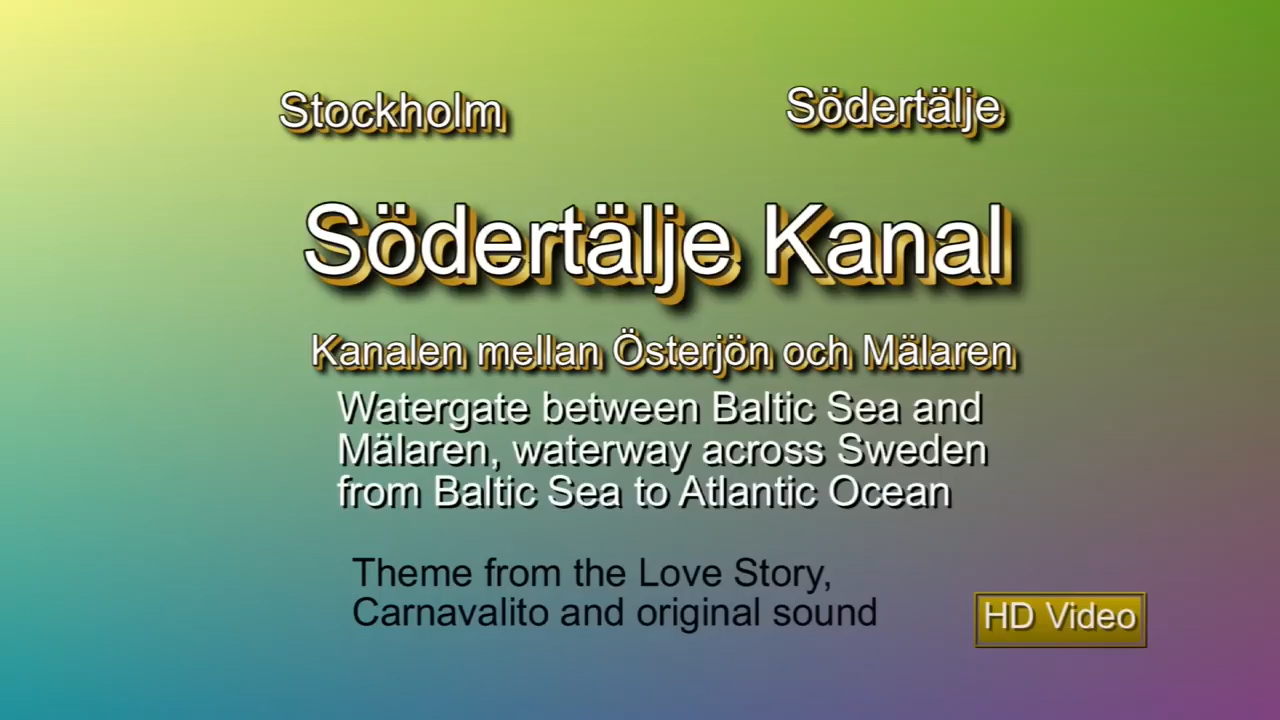 Stockholm
Södertälje
Södertälje Kanal
Kanalen mellan Österjön och Mälaren
Watergate between Baltic Sea and
Mälaren, waterway across Sweden
from Baltic Sea to Atlantic Ocean
Theme from the Love Story,
Carnavalito and original sound
HD Video